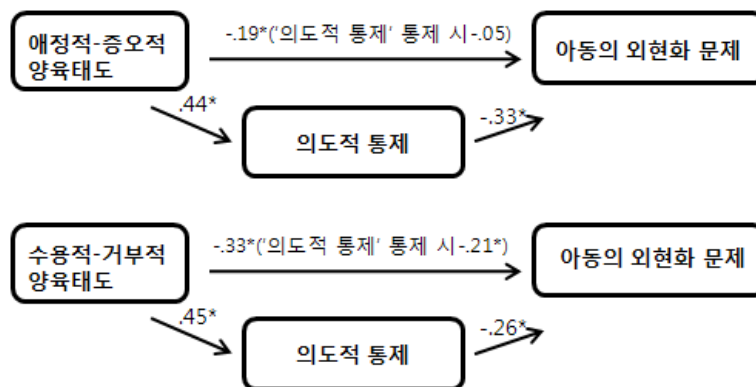 애정적-증오적
양육태도
-.19*('의도적 통제' 통제 시-.05)
아동의 외현화 문제
.44*
의도적 통제
-.33*
수용적-거부적
양육태도
-.33*('의도적 통제' 통제 시-.21*)
아동의 외현화 문제
.45*
의도적 통제
-.26*